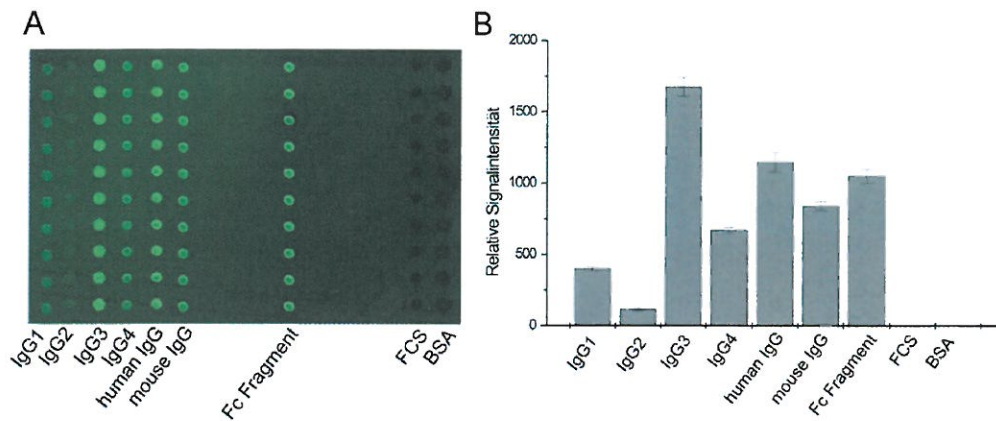 A
IgG1
IgG2
IgG3
IgG4
human IgG
mouse IgG
Fc Fragment
FCS
BSA
B
Relative Signalintensität
2000
1500
1000
500
0
IgG1
IgG2
IgG3
IgG4
human IgG
mouse IgG
Fc Fragment
FCS
BSA